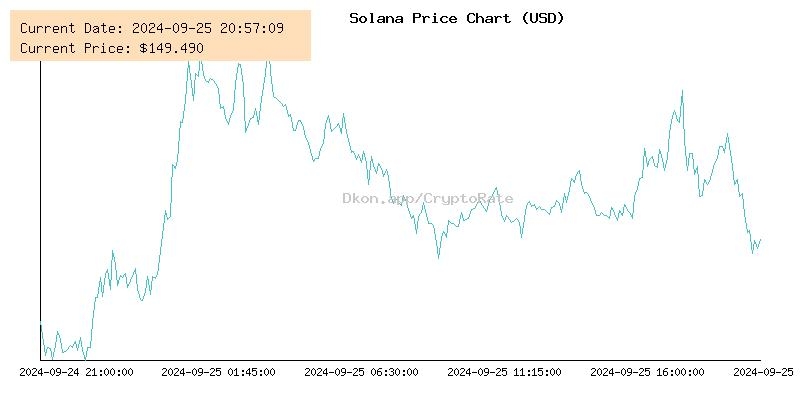 Solana Price Chart (USD)
Current Date: 2024-09-25 20:57:09
Current Price: $149.490
Dkon.app/CryptoRate
2024-09-24 21:00:00 2024-09-25 01:45:00 2024-09-25 06:30:00 2024-09-25 11:15:00 2024-09-25 16:00:00 2024-09-25